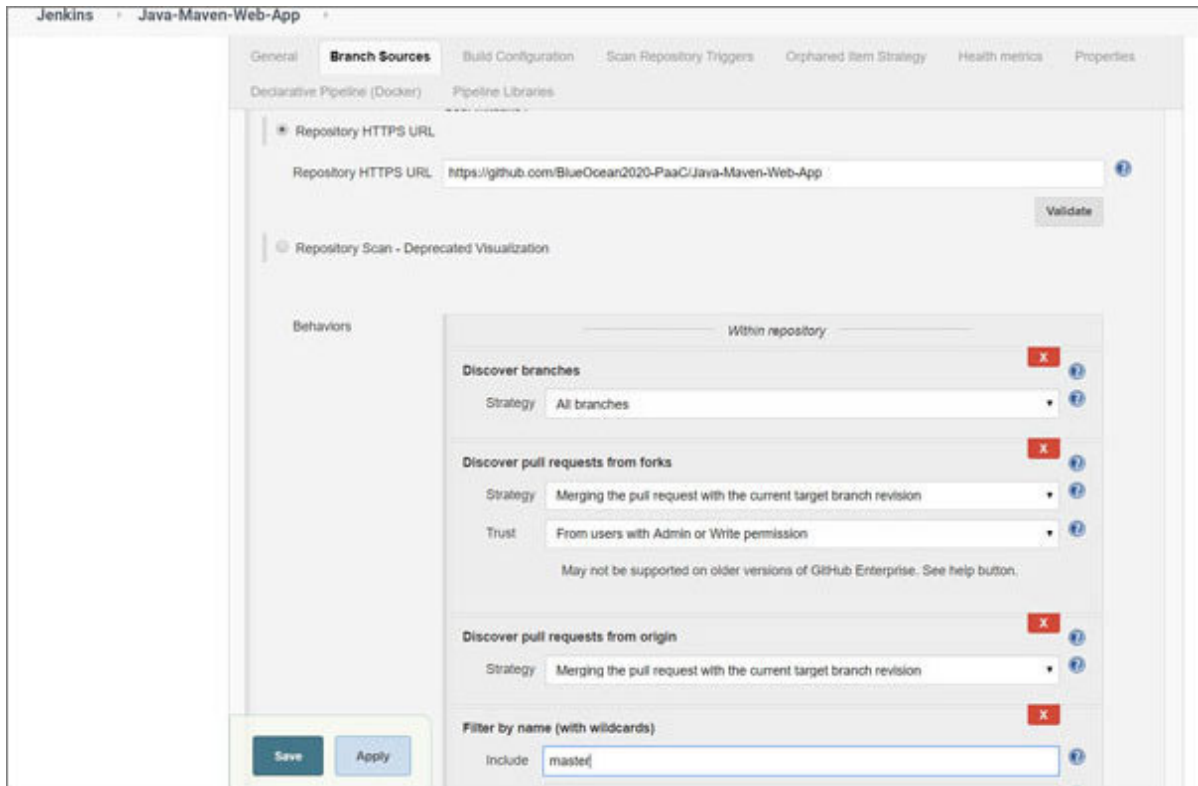 Jenkins Java-Maven-Web-App
General Branch Sources Build Configuration Scan Repository Triggers Orphaned Item Strategy Health metrics Properties
Declarative Pipeline (Docker) Pipeline Libraries
Repository HTTPS URL
Repository HTTPS URL https://github.com/BlueOcean2020-PaaC/Java-Maven-Web-App
Validate
Repository Scan - Deprecated Visualization
Behaviors Within repository
X
Discover branches
Strategy All branches
X
Discover pull requests from forks
Strategy Merging the pull request with the current target branch revision
Trust From users with Admin or Write permission
May not be supported on older versions of GitHub Enterprise. See help button.
X
Discover pull requests from origin
Strategy Merging the pull request with the current target branch revision
X
Filter by name (with wildcards)
Save Apply Include master